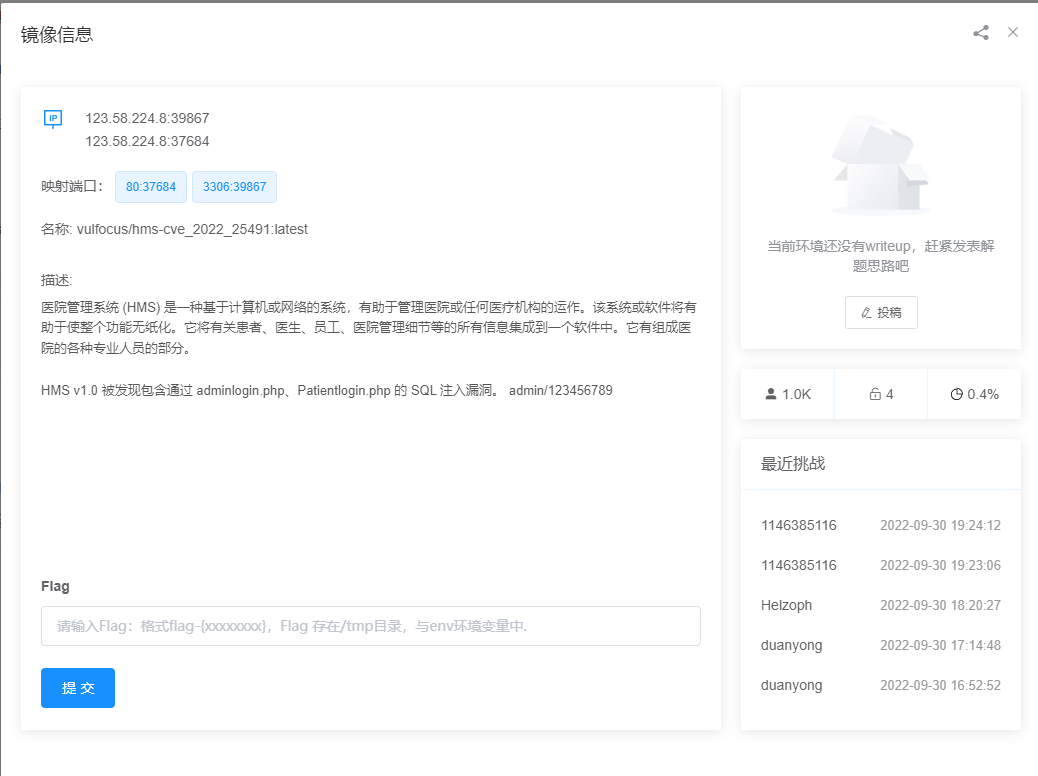 镜像信息
IP
123.58.224.8:39867
123.58.224.8:37684
映射端口： 80:37684 3306:39867
名称: vulfocus/hms-cve_2022_25491:latest
描述:
医院管理系统 (HMS) 是一种基于计算机或网络的系统，有助于管理医院或任何医疗机构的运作。该系统或软件将有
助于使整个功能无纸化。它将有关患者、医生、员工、医院管理细节等的所有信息集成到一个软件中。它有组成医
院的各种专业人员的部分。
HMS v1.0 被发现包含通过 adminlogin.php、Patientlogin.php 的 SQL 注入漏洞。 admin/123456789
Flag
请输入Flag：格式flag-{xxxxxxxx}，Flag 存在/tmp目录，与env环境变量中.
提 交
当前环境还没有writeup，赶紧发表解
题思路吧
投稿
1.0K 4 0.4%
最近挑战
1146385116 2022-09-30 19:24:12
1146385116 2022-09-30 19:23:06
Helzoph 2022-09-30 18:20:27
duanyong 2022-09-30 17:14:48
duanyong 2022-09-30 16:52:52